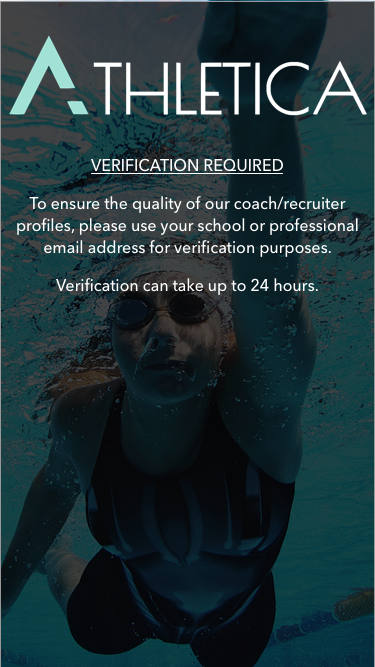 ATHLETICA
VERIFICATION REQUIRED
To ensure the quality of our coach/recruiter
profiles, please use your school or professional
email address for verification purposes.
Verification can take up to 24 hours.